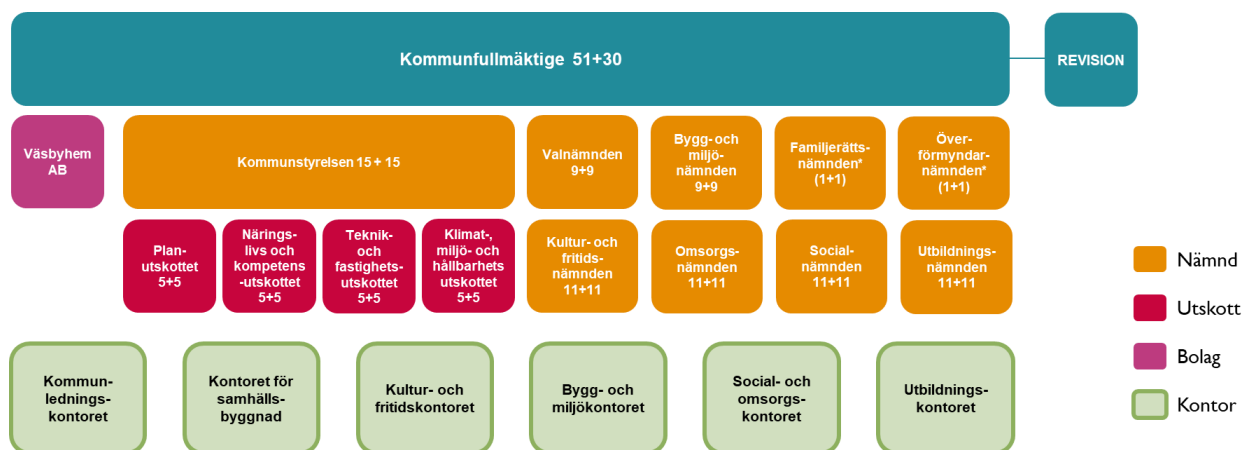 Kommunfullmäktige 51+30
REVISION
Väsbyhem
AB
Kommunstyrelsen 15 + 15
Valnämnden
9+9
Bygg- och
miljö-
nämnden
9+9
Familjerätts-
nämnden*
(1+1)
Över-
förmyndar-
nämnden*
(1+1)
Plan-
utskottet
5+5
Närings-
livs och
kompetens
-utskottet
5+5
Teknik-
och
fastighets-
utskottet
5+5
Klimat-,
miljö- och
hållbarhets
utskottet
5+5
Kultur- och
fritids-
nämnden
11+11
Omsorgs-
nämnden
11+11
Social-
nämnden
11+11
Utbildnings-
nämnden
11+11
Nämnd
Utskott
Bolag
Kontor
Kommun-
lednings-
kontoret
Kontoret för
samhälls-
byggnad
Kultur- och
fritidskontoret
Bygg- och
miljökontoret
Social- och
omsorgs-
kontoret
Utbildnings-
kontoret